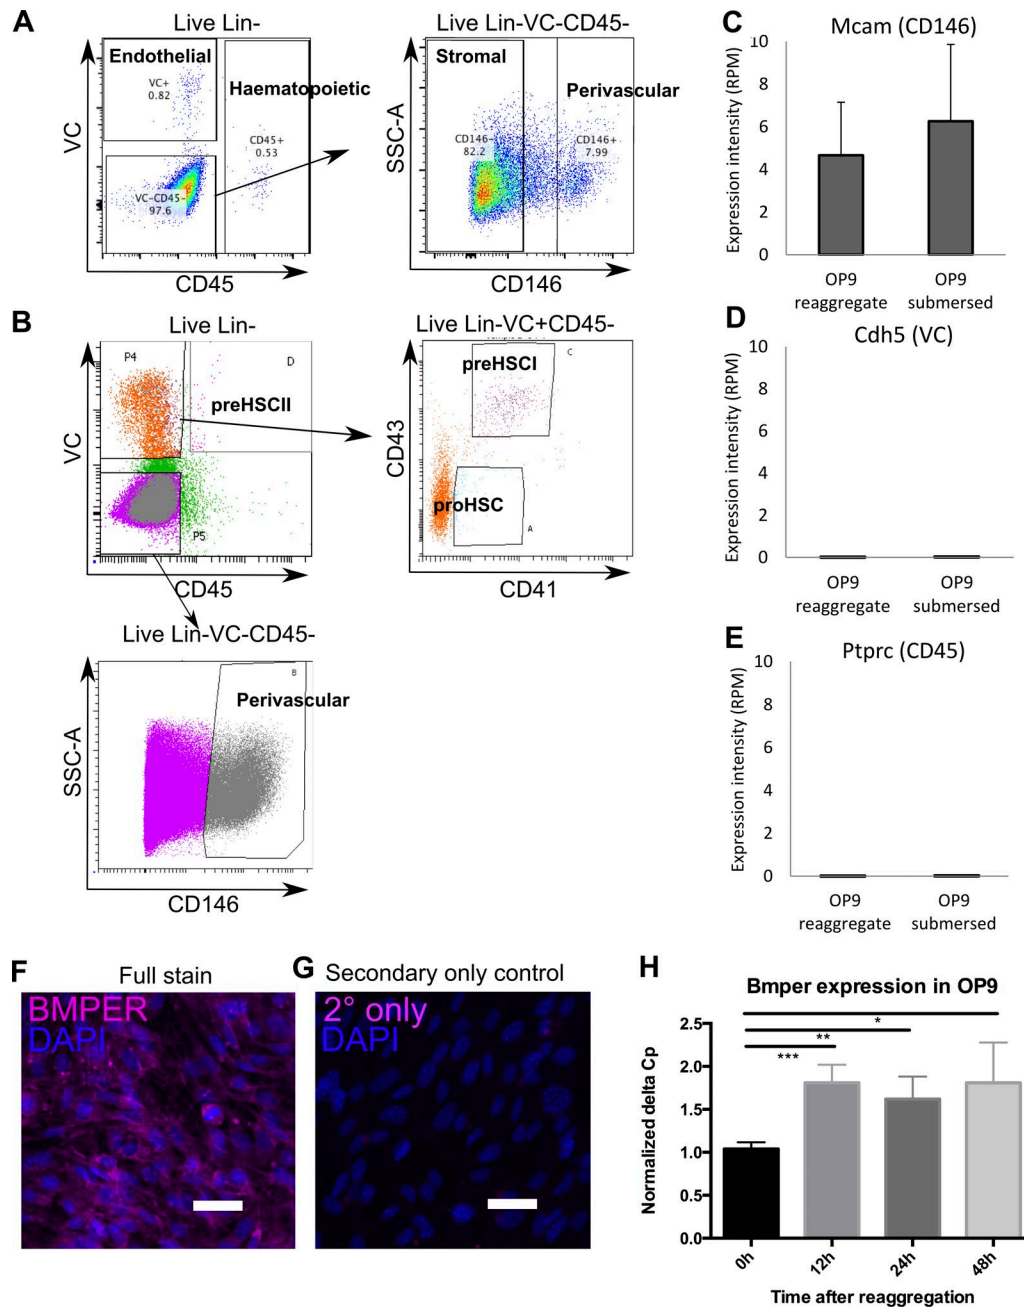 A
Live Lin-
Endothelial
VC+
0.82
Haematopoietic
CD45+
0.53
VC-CD45-
97.6
VC
CD45
Live Lin-VC-CD45-
Stromal
Perivascular
CD146-
82.2
CD146+
7.99
SSC-A
CD146
B
Live Lin-
P4
D
preHSCII
P5
VC
CD45
Live Lin-VC+CD45-
C
preHSCI
proHSC
A
CD43
CD41
Live Lin-VC-CD45-
B
Perivascular
SSC-A
CD146
C
Mcam (CD146)
Expression intensity (RPM)
10
8
6
4
2
0
OP9
reaggregate
OP9
submersed
D
Cdh5 (VC)
Expression intensity (RPM)
10
8
6
4
2
0
OP9
reaggregate
OP9
submersed
E
Ptprc (CD45)
Expression intensity (RPM)
10
8
6
4
2
0
OP9
reaggregate
OP9
submersed
F
Full stain
BMPER
DAPI
G
Secondary only control
2° only
DAPI
H
Bmper expression in OP9
Normalized delta Cp
2.5
2.0
1.5
1.0
0.5
0.0
*
**
***
0h
12h
24h
48h
Time after reaggregation